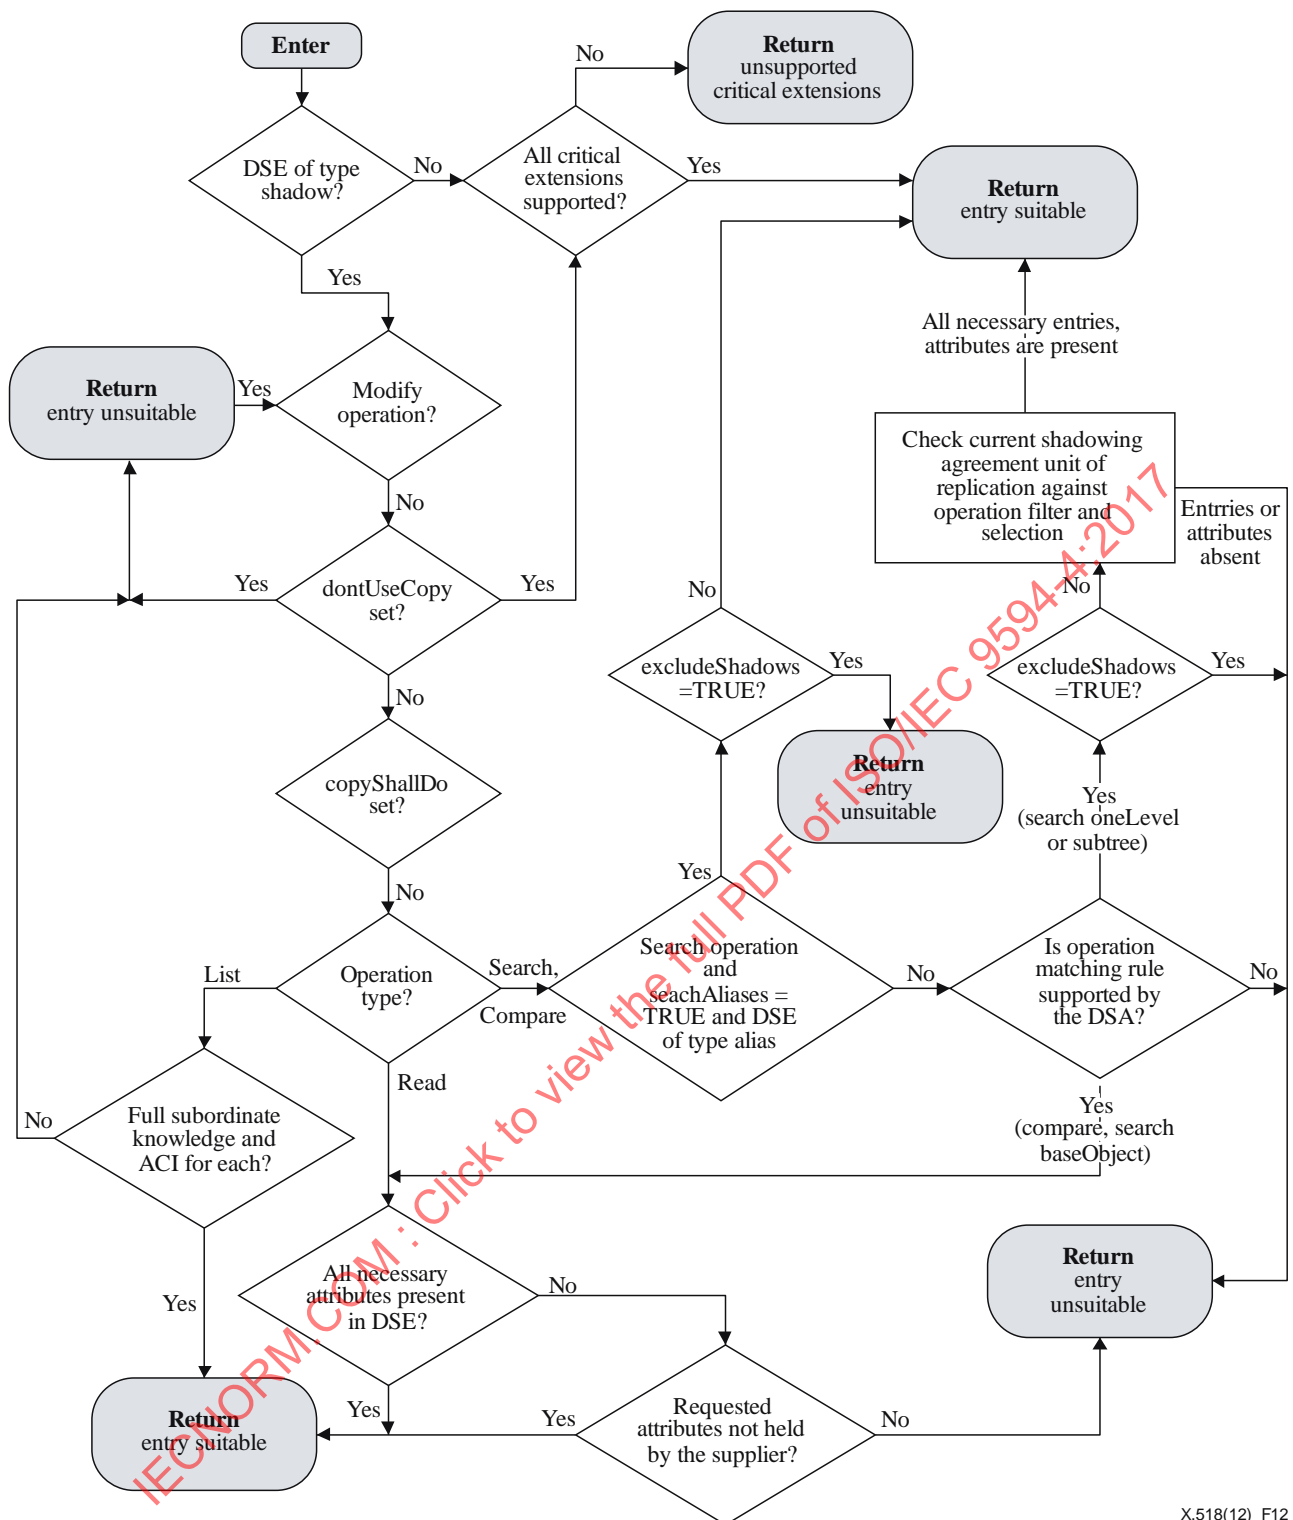 Enter
No
Return
unsupported
critical extensions
DSE of type
shadow?
No
All critical
extensions
supported?
Yes
Return
entry suitable
Yes
All necessary entries,
attributes are present
Return
entry unsuitable
Yes
Modify
operation?
Check current shadowing
agreement unit of
replication against
operation filter and
selection
No
Entrries or
attributes
absent
Yes
dontUseCopy
set?
Yes
No
No
excludeShadows
=TRUE?
Yes
excludeShadows
=TRUE?
Yes
No
copyShallDo
set?
Return
entry
unsuitable
Yes
(search oneLevel
or subtree)
No
Yes
List
Operation
type?
Search,
Compare
Search operation
and
seachAliases =
TRUE and DSE
of type alias
No
Is operation
matching rule
supported by
the DSA?
No
Read
No
Full subordinate
knowledge and
ACI for each?
Yes
(compare, search
baseObject)
Yes
All necessary
attributes present
in DSE?
No
Return
entry
unsuitable
Return
entry suitable
Yes
Yes
Requested
attributes not held
by the supplier?
No
X.518(12)_F12
IECNORM.COM : Click to view the full PDF of ISO/IEC 9594-4:2017